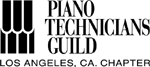 PIANO
TECHNICIANS
GUILD
LOS ANGELES, CA. CHAPTER